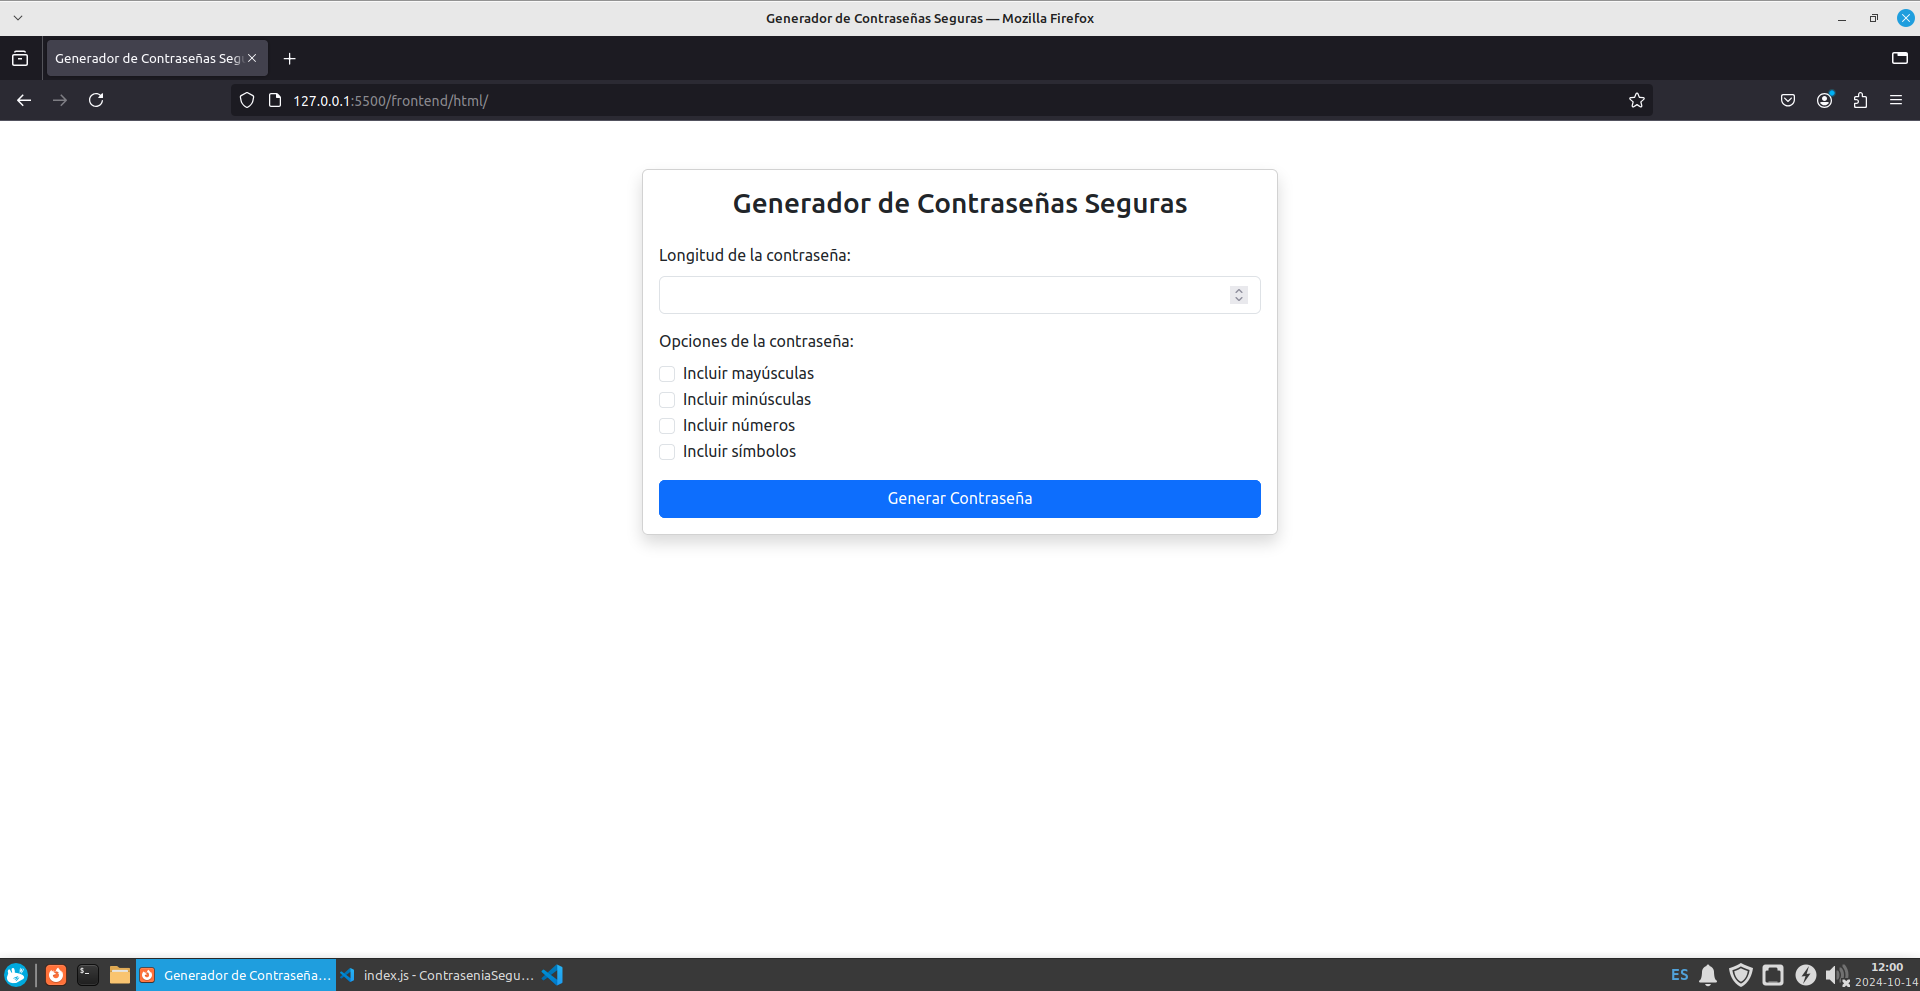 Generador de Contraseñas Seguras — Mozilla Firefox
Generador de Contraseñas Seg
127.0.0.1:5500/frontend/html/
Generador de Contraseñas Seguras
Longitud de la contraseña:
Opciones de la contraseña:
Incluir mayúsculas
Incluir minúsculas
Incluir números
Incluir símbolos
Generar Contraseña
Generador de Contraseña...
index.js - ContraseniaSegu...
ES
12:00
2024-10-14